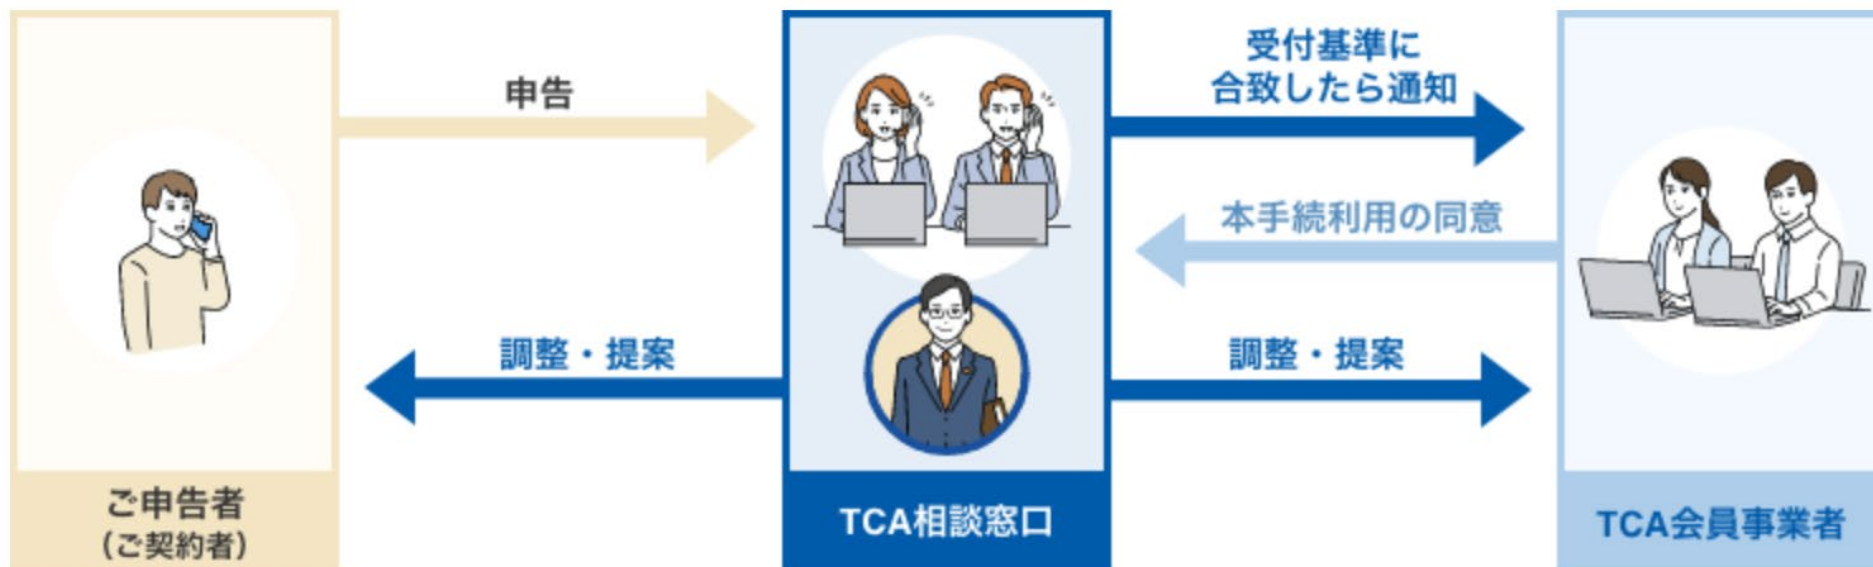 申告
受付基準に
合致したら通知
本手続利用の同意
調整・提案
調整・提案
ご申告者
(ご契約者)
TCA相談窓口
TCA会員事業者